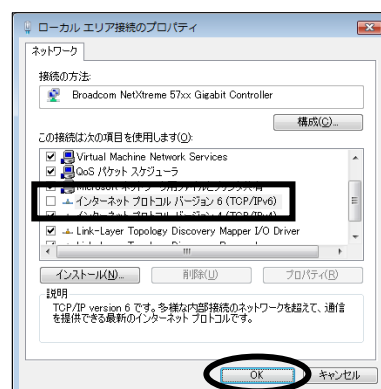 ローカル エリア接続のプロパティ
ネットワーク
接続の方法:
Broadcom NetXtreme 57xx Gigabit Controller
構成(C)...
この接続は次の項目を使用します(O):
Virtual Machine Network Services
QoS パケット スケジューラ
インターネット プロトコル バージョン 6 (TCP/IPv6)
Link-Layer Topology Discovery Mapper I/O Driver
インストール(N)...
削除(U)
プロパティ(R)
説明
TCP/IP version 6 です。多様な内部接続のネットワークを超えて、通信
を提供できる最新のインターネット プロトコルです。
OK
キャンセル